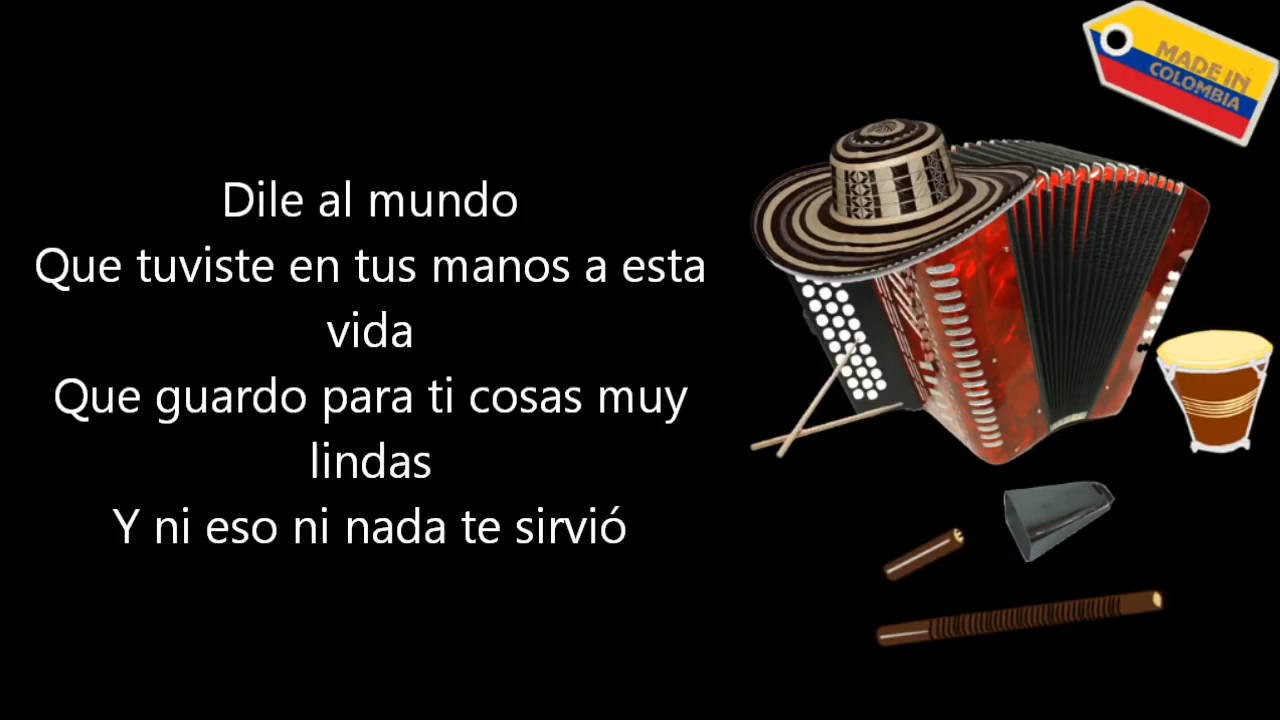 MADE IN
COLOMBIA
Dile al mundo
Que tuviste en tus manos a esta
vida
Que guardo para ti cosas muy
lindas
Y ni eso ni nada te sirvió